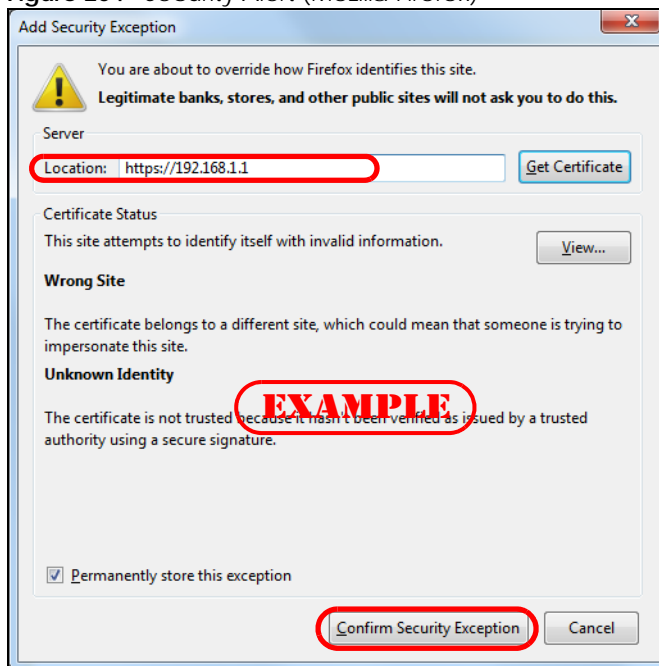 Add Security Exception
You are about to override how Firefox identifies this site.
Legitimate banks, stores, and other public sites will not ask you to do this.
Server
Location: https://192.168.1.1
Get Certificate
Certificate Status
This site attempts to identify itself with invalid information.
View...
Wrong Site
The certificate belongs to a different site, which could mean that someone is trying to
impersonate this site.
Unknown Identity
EXAMPLE
The certificate is not trusted because it hasn't been verified as issued by a trusted
authority using a secure signature.
Permanently store this exception
Confirm Security Exception
Cancel